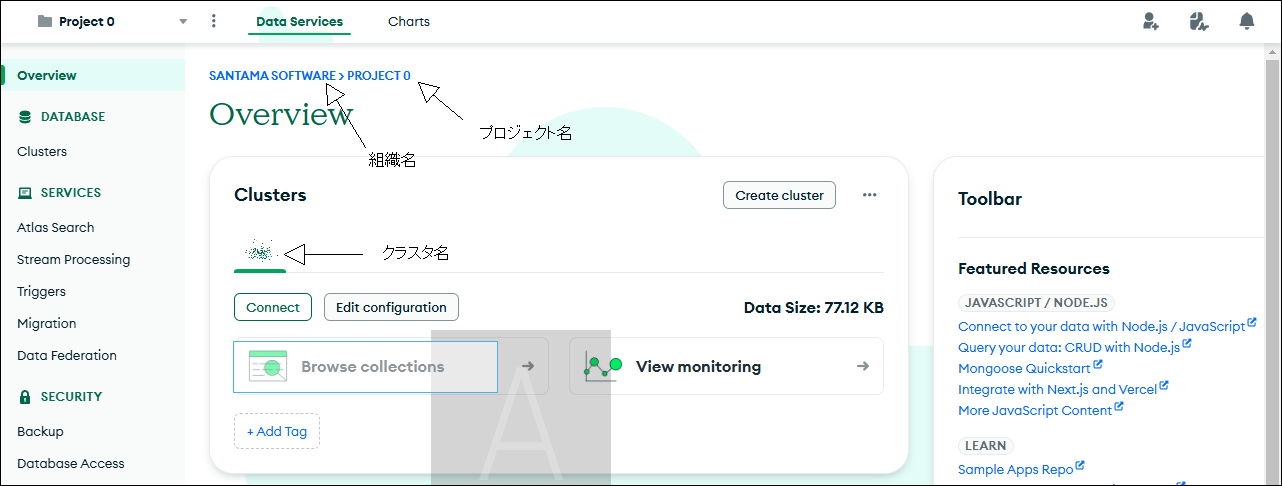 Project 0
Data Services
Charts
Overview
DATABASE
Clusters
SERVICES
Atlas Search
Stream Processing
Triggers
Migration
Data Federation
SECURITY
Backup
Database Access
SANTAMA SOFTWARE > PROJECT 0
Overview
プロジェクト名
組織名
Clusters
Create cluster
クラスタ名
Connect
Edit configuration
Data Size: 77.12 KB
Browse collections
View monitoring
A
+ Add Tag
Toolbar
Featured Resources
JAVASCRIPT / NODE.JS
Connect to your data with Node.js / JavaScript
Query your data: CRUD with Node.js
Mongoose Quickstart
Integrate with Next.js and Vercel
More JavaScript Content
LEARN
Sample Apps Repo